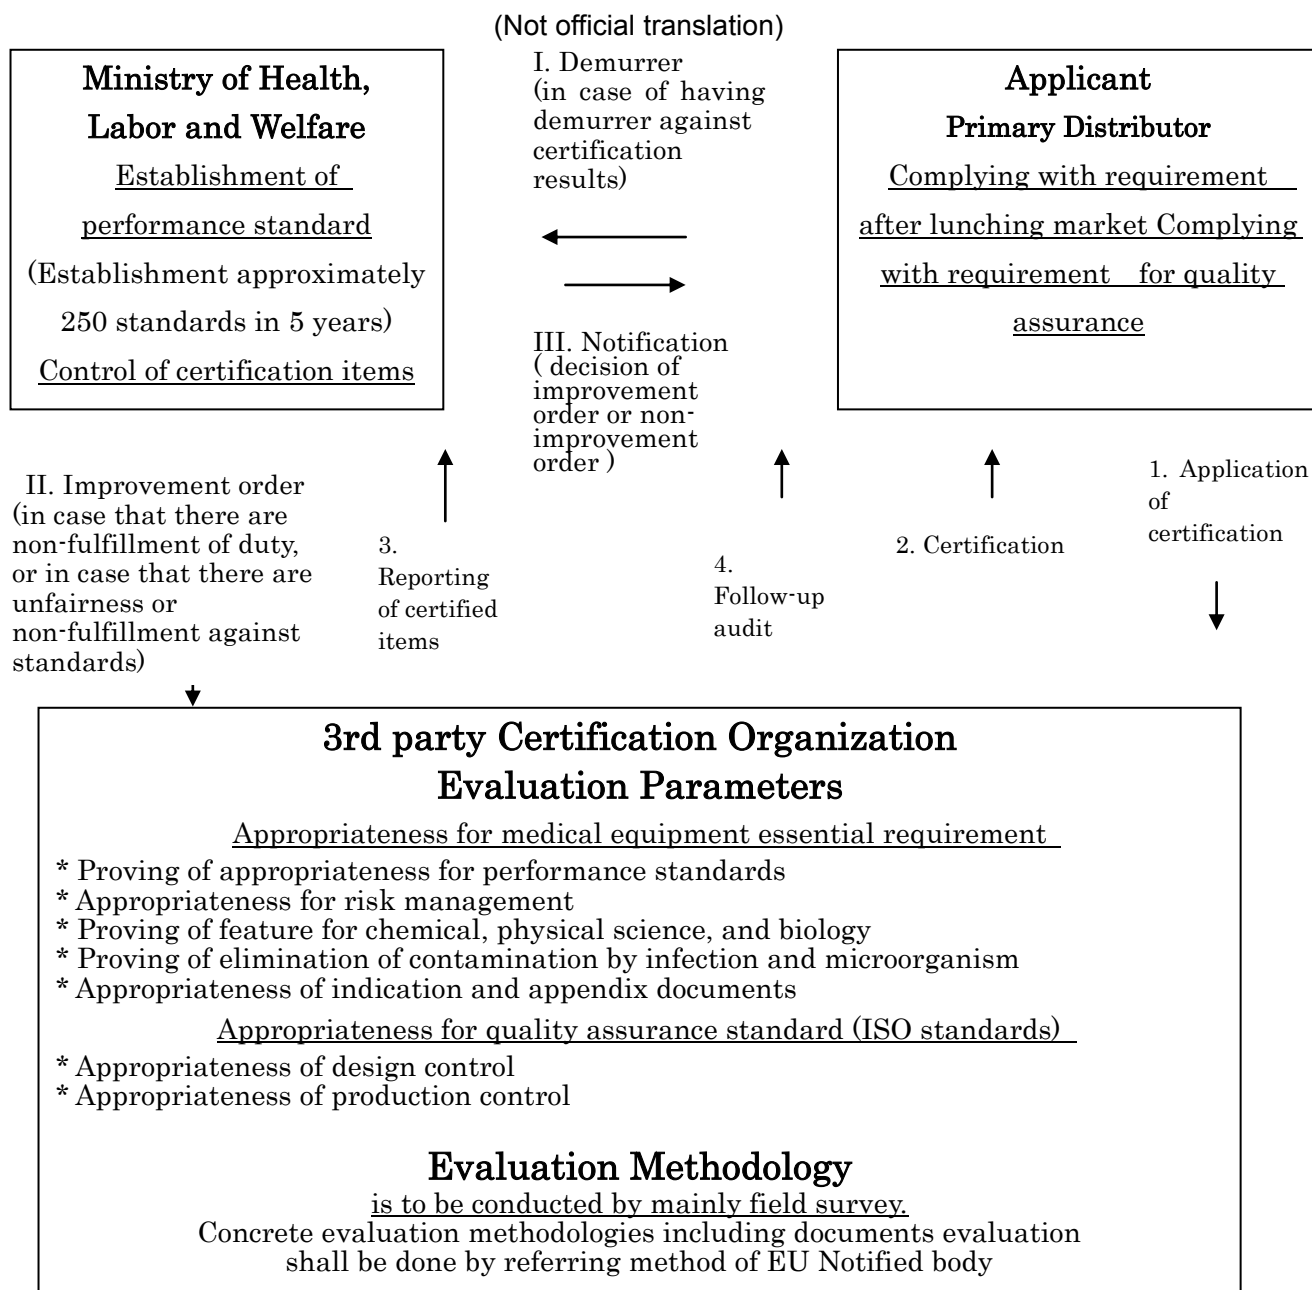 (Not official translation)
Ministry of Health,
Labor and Welfare
Establishment of
performance standard
(Establishment approximately
250 standards in 5 years)
Control of certification items
I. Demurrer
(in case of having
demurrer against
certification
results)
III. Notification
( decision of
improvement
order or non-
improvement
order )
Applicant
Primary Distributor
Complying with requirement
after lunching market Complying
with requirement for quality
assurance
II. Improvement order
(in case that there are
non-fulfillment of duty,
or in case that there are
unfairness or
non-fulfillment against
standards)
3.
Reporting
of certified
items
4.
Follow-up
audit
2. Certification
1. Application
of
certification
3rd party Certification Organization
Evaluation Parameters
Appropriateness for medical equipment essential requirement
* Proving of appropriateness for performance standards
* Appropriateness for risk management
* Proving of feature for chemical, physical science, and biology
* Proving of elimination of contamination by infection and microorganism
* Appropriateness of indication and appendix documents
Appropriateness for quality assurance standard (ISO standards)
* Appropriateness of design control
* Appropriateness of production control
Evaluation Methodology
is to be conducted by mainly field survey.
Concrete evaluation methodologies including documents evaluation
shall be done by referring method of EU Notified body